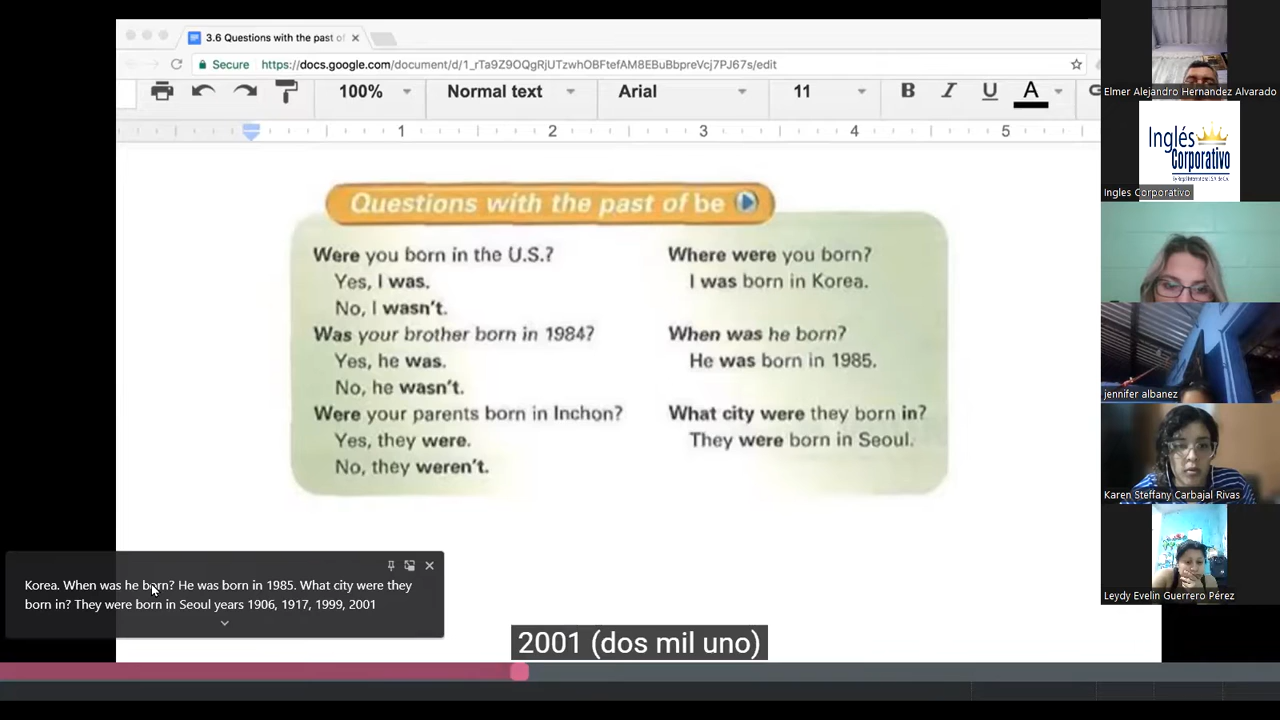 3.6 Questions with the past of
Secure https://docs.google.com/document/d/1_rTa9Z9OQgRjUTzwhOBFtefAM8EBuBbpreVcj7PJ67s/edit
100% Normal text Arial 11 B I U A
1 2 3 4 5
Questions with the past of be
Were you born in the U.S.?
Yes, I was.
No, I wasn't.
Was your brother born in 1984?
Yes, he was.
No, he wasn't.
Were your parents born in Inchon?
Yes, they were.
No, they weren't.
Where were you born?
I was born in Korea.
When was he born?
He was born in 1985.
What city were they born in?
They were born in Seoul.
Korea. When was he born? He was born in 1985. What city were they
born in? They were born in Seoul years 1906, 1917, 1999, 2001
2001 (dos mil uno)
Elmer Alejandro Hernandez Alvarado
Inglés
Corporativo
Ingles Corporativo
jennifer albanez
Karen Steffany Carbajal Rivas
Leydy Evelin Guerrero Pérez